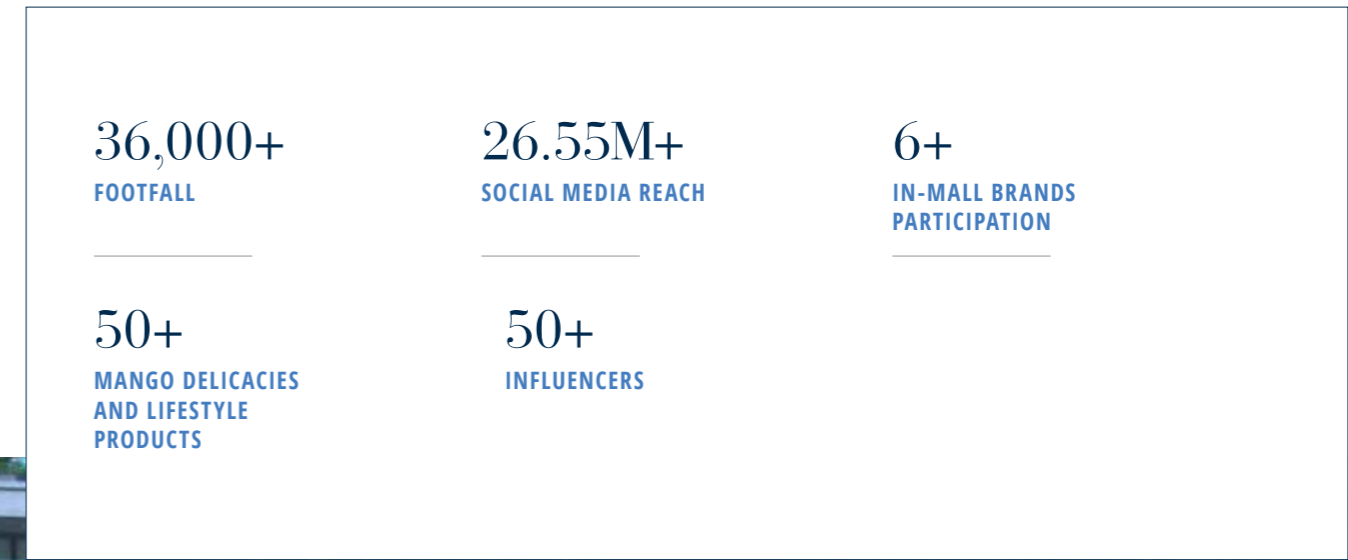 36,000+
FOOTFALL
26.55M+
SOCIAL MEDIA REACH
6+
IN-MALL BRANDS
PARTICIPATION
50+
MANGO DELICACIES
AND LIFESTYLE
PRODUCTS
50+
INFLUENCERS